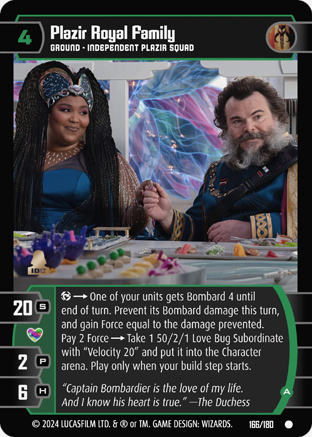 4
Plazir Royal Family
GROUND • INDEPENDENT PLAZIR SQUAD
20 S
2 P
6 H
→ One of your units gets Bombard 4 until
end of turn. Prevent its Bombard damage this turn,
and gain Force equal to the damage prevented.
Pay 2 Force → Take 1 50/2/1 Love Bug Subordinate
with “Velocity 20” and put it into the Character
arena. Play only when your build step starts.
“Captain Bombardier is the love of my life.
And I know his heart is true.” —The Duchess
A
© 2024 LUCASFILM LTD. & ® or TM. GAME DESIGN: WIZARDS.
166/180